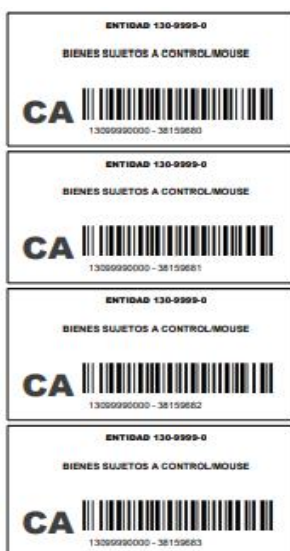 ENTIDAD 130-9999-0
BIENES SUJETOS A CONTROL/MOUSE
CA
13099990000 - 38159680
ENTIDAD 130-9999-0
BIENES SUJETOS A CONTROL/MOUSE
CA
13099990000 - 38159681
ENTIDAD 130-9999-0
BIENES SUJETOS A CONTROL/MOUSE
CA
13099990000 - 38159682
ENTIDAD 130-9999-0
BIENES SUJETOS A CONTROL/MOUSE
CA
13099990000 - 38159683